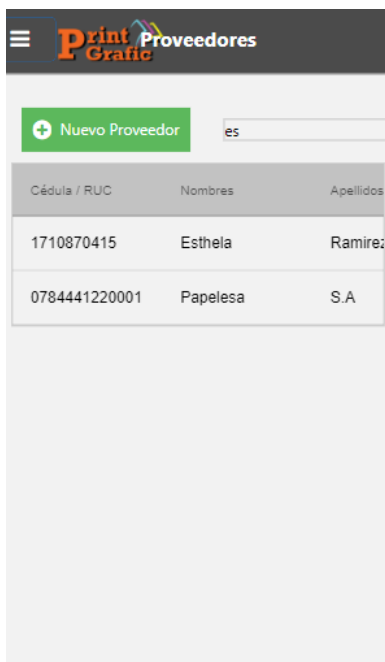 Print Grafic Proveedores
Nuevo Proveedor es
Cédula / RUC Nombres Apellidos
1710870415 Esthela Ramirez
0784441220001 Papelesa S.A